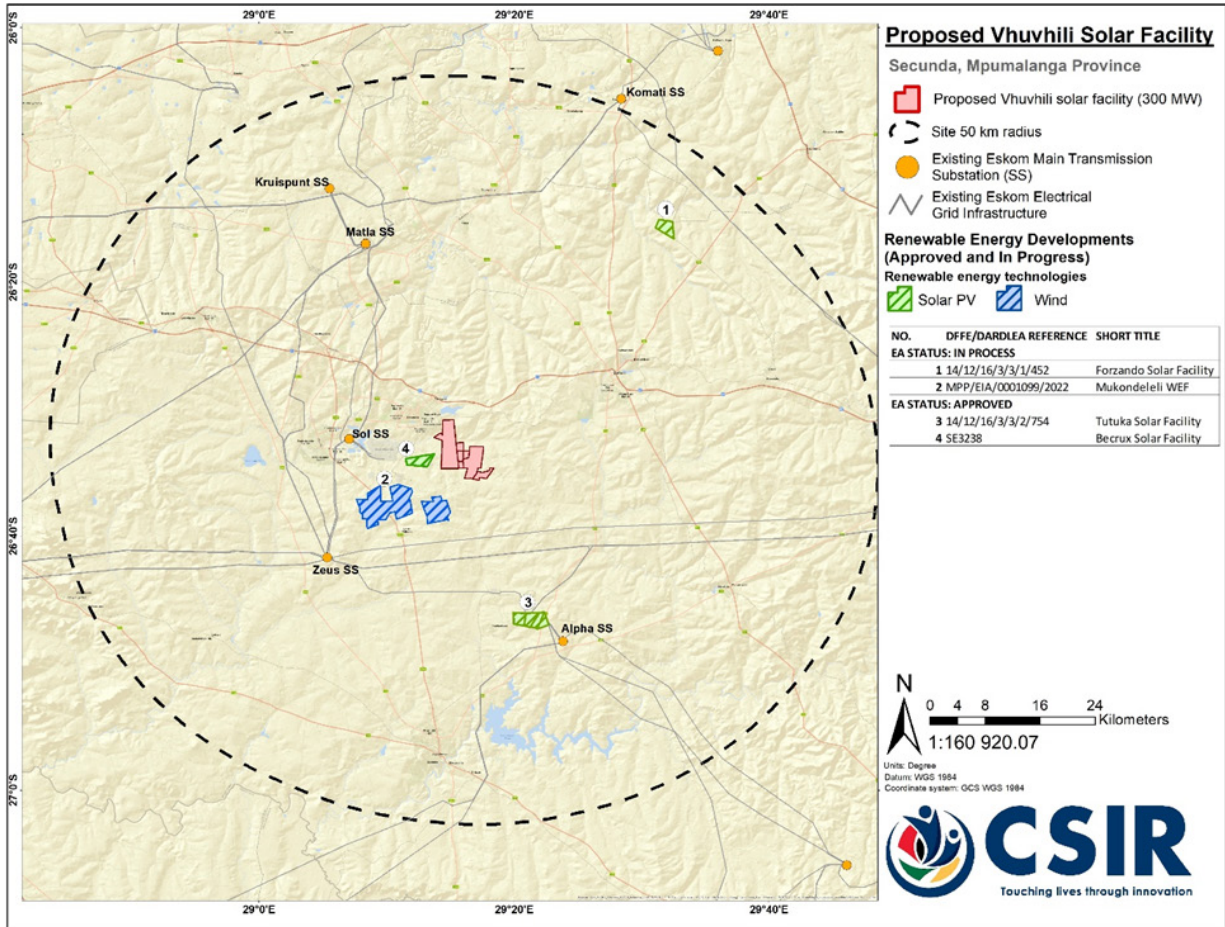 29°0'E 29°20'E 29°40'E
26°0'S
26°20'S
26°40'S
27°0'S
Komati SS
Kruispunt SS
1
Matla SS
Sol SS
4
2
Zeus SS
3
Alpha SS
29°0'E 29°20'E 29°40'E
Proposed Vhuvhili Solar Facility
Secunda, Mpumalanga Province
Proposed Vhuvhili solar facility (300 MW)
Site 50 km radius
Existing Eskom Main Transmission
Substation (SS)
Existing Eskom Electrical
Grid Infrastructure
Renewable Energy Developments
(Approved and In Progress)
Renewable energy technologies
Solar PV Wind
NO. DFFE/DARDLEA REFERENCE SHORT TITLE
EA STATUS: IN PROCESS
1 14/12/16/3/3/1/452 Forzando Solar Facility
2 MPP/EIA/0001099/2022 Mukondeleli WEF
EA STATUS: APPROVED
3 14/12/16/3/3/2/754 Tutuka Solar Facility
4 SE3238 Becrux Solar Facility
N
0 4 8 16 24
Kilometers
1:160 920.07
Units: Degree
Datum: WGS 1984
Coordinate system: GCS WGS 1984
CSIR
Touching lives through innovation